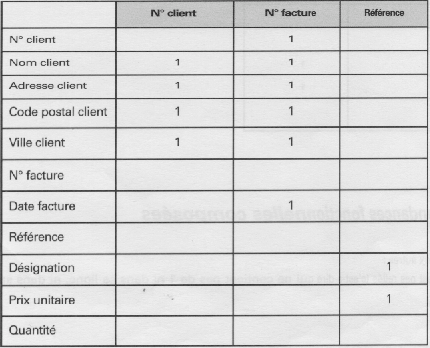 N° client N° facture Référence
N° client 1
Nom client 1 1
Adresse client 1 1
Code postal client 1 1
Ville client 1 1
N° facture
Date facture 1
Référence
Désignation 1
Prix unitaire 1
Quantité